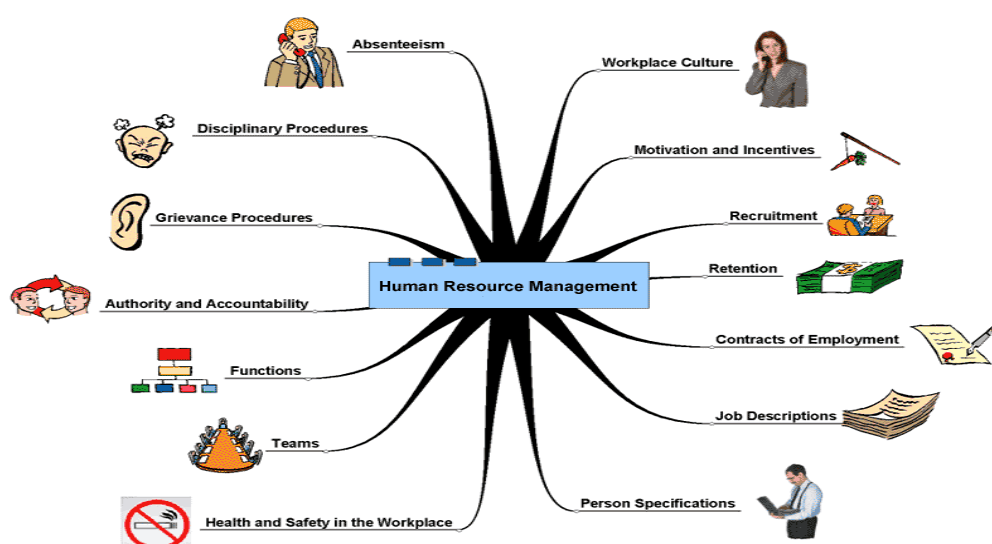 Absenteeism
Workplace Culture
Disciplinary Procedures
Motivation and Incentives
Grievance Procedures
Recruitment
Retention
Human Resource Management
Authority and Accountability
Contracts of Employment
Functions
Job Descriptions
Teams
Person Specifications
Health and Safety in the Workplace